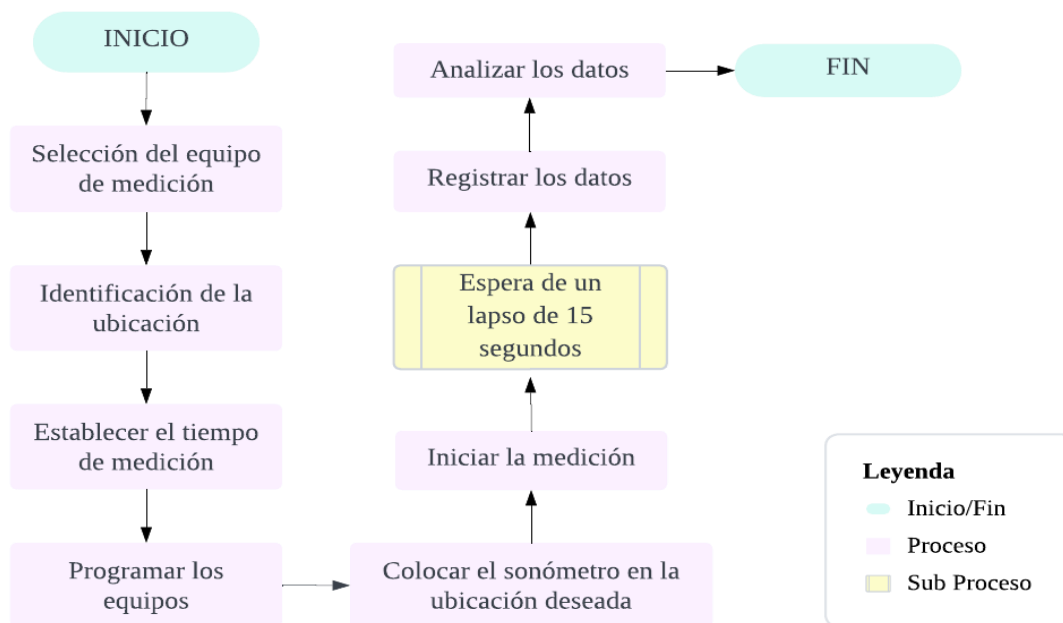 INICIO
Selección del equipo
de medición
Identificación de la
ubicación
Establecer el tiempo
de medición
Programar los
equipos
Colocar el sonómetro en la
ubicación deseada
Iniciar la medición
Espera de un
lapso de 15
segundos
Registrar los datos
Analizar los datos
FIN
Leyenda
Inicio/Fin
Proceso
Sub Proceso